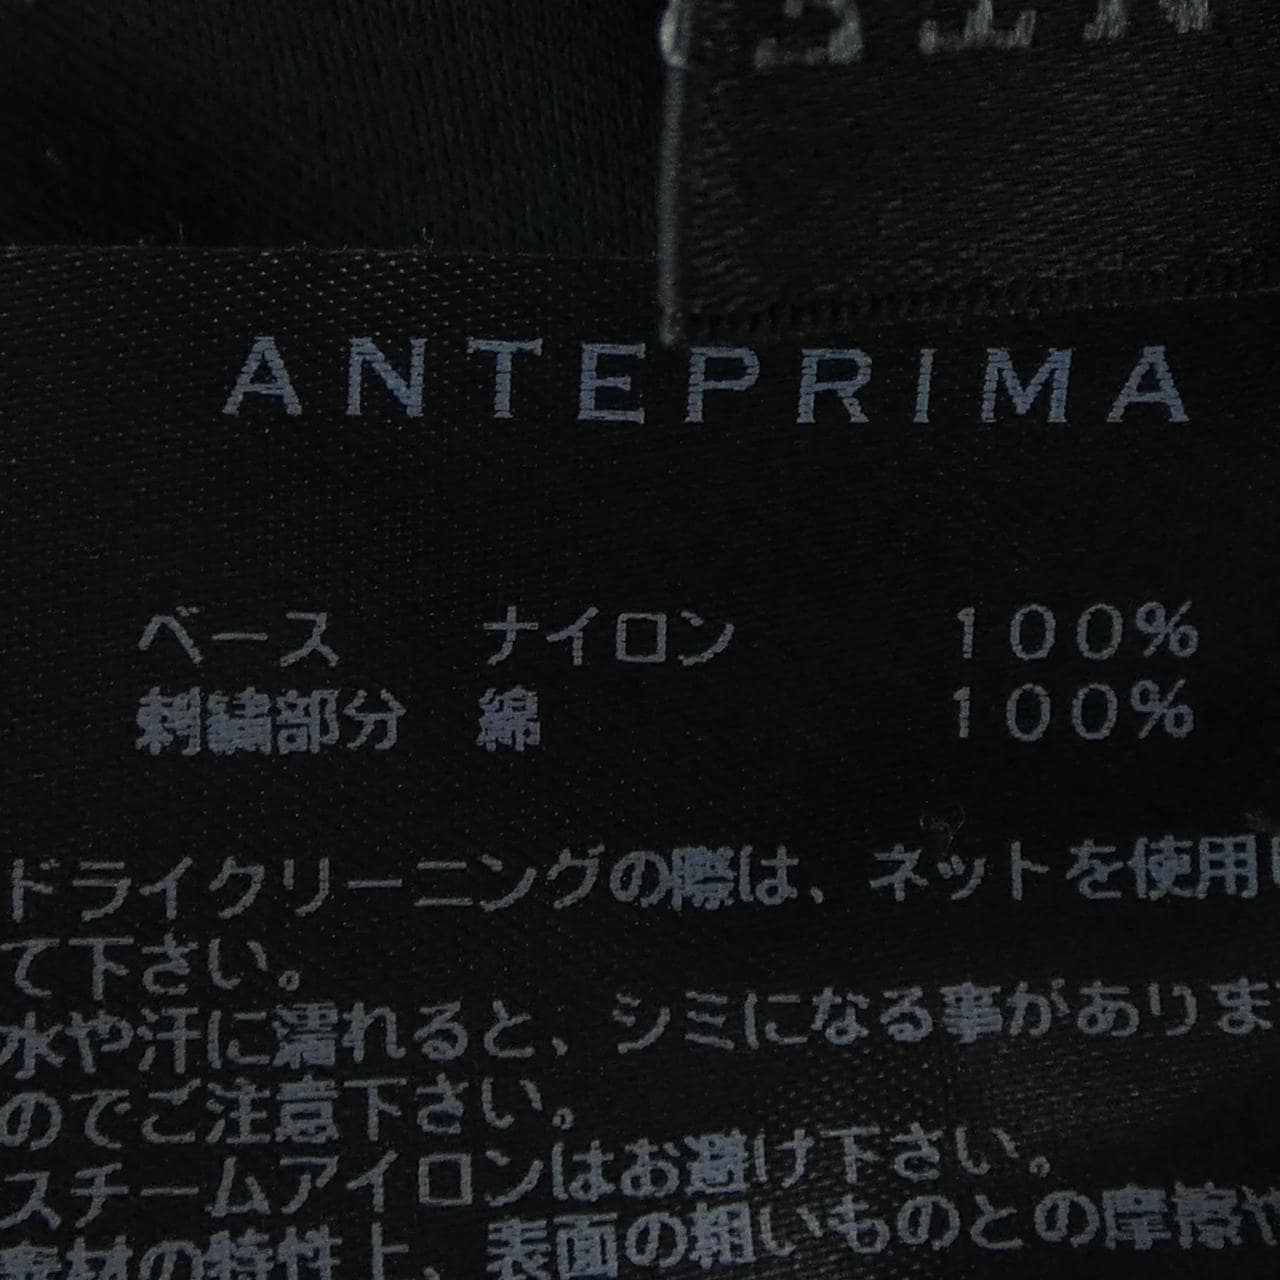 ANTEPRIMA
ベース ナイロン 100%
刺繍部分 綿 100%
ドライクリーニングの際は、ネットを使用し
て下さい。
水や汗に濡れると、シミになる事がありま
のでご注意下さい。
スチームアイロンはお避け下さい。
素材の特性上、表面の粗いものとの摩擦や